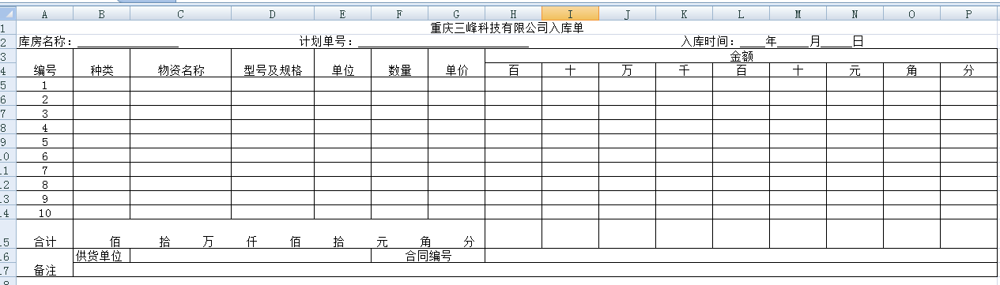 A B C D E F G H I J K L M N O P
1 重庆三峰科技有限公司入库单
2 库房名称：________________ 计划单号：___________________________ 入库时间：____年_____月_____日
3 金额
4 编号 种类 物资名称 型号及规格 单位 数量 单价 百 十 万 千 百 十 元 角 分
5 1
6 2
7 3
8 4
9 5
10 6
11 7
12 8
13 9
14 10
15 合计 佰 拾 万 仟 佰 拾 元 角 分
16 供货单位 合同编号
17 备注